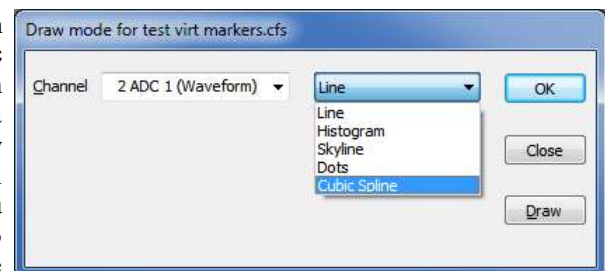 Draw mode for test virt markers.cfs
Channel 2 ADC 1 (Waveform) Line OK
Line
Histogram
Skyline
Dots
Cubic Spline
Close
Draw